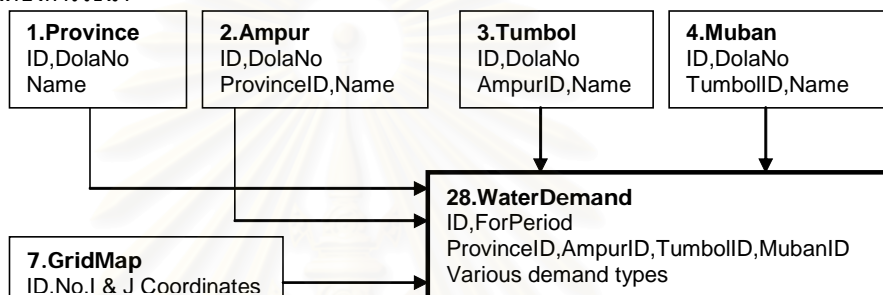 1.Province
ID,DolaNo
Name
2.Ampur
ID,DolaNo
ProvinceID,Name
3.Tumbol
ID,DolaNo
AmpurID,Name
4.Muban
ID,DolaNo
TumbolID,Name
28.WaterDemand
ID,ForPeriod
ProvinceID,AmpurID,TumbolID,MubanID
Various demand types
7.GridMap
ID,No,I & J Coordinates